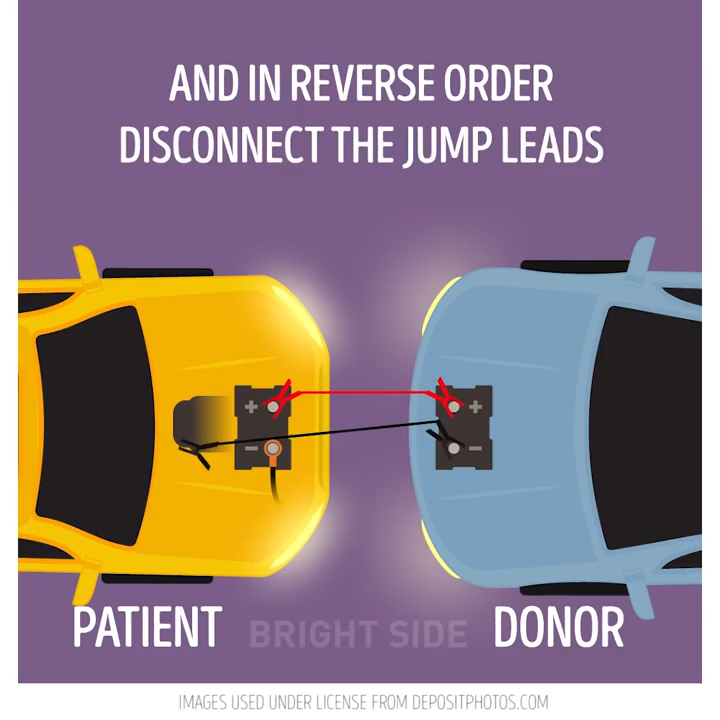 AND IN REVERSE ORDER
DISCONNECT THE JUMP LEADS
+ +
− −
PATIENT BRIGHT SIDE DONOR
IMAGES USED UNDER LICENSE FROM DEPOSITPHOTOS.COM